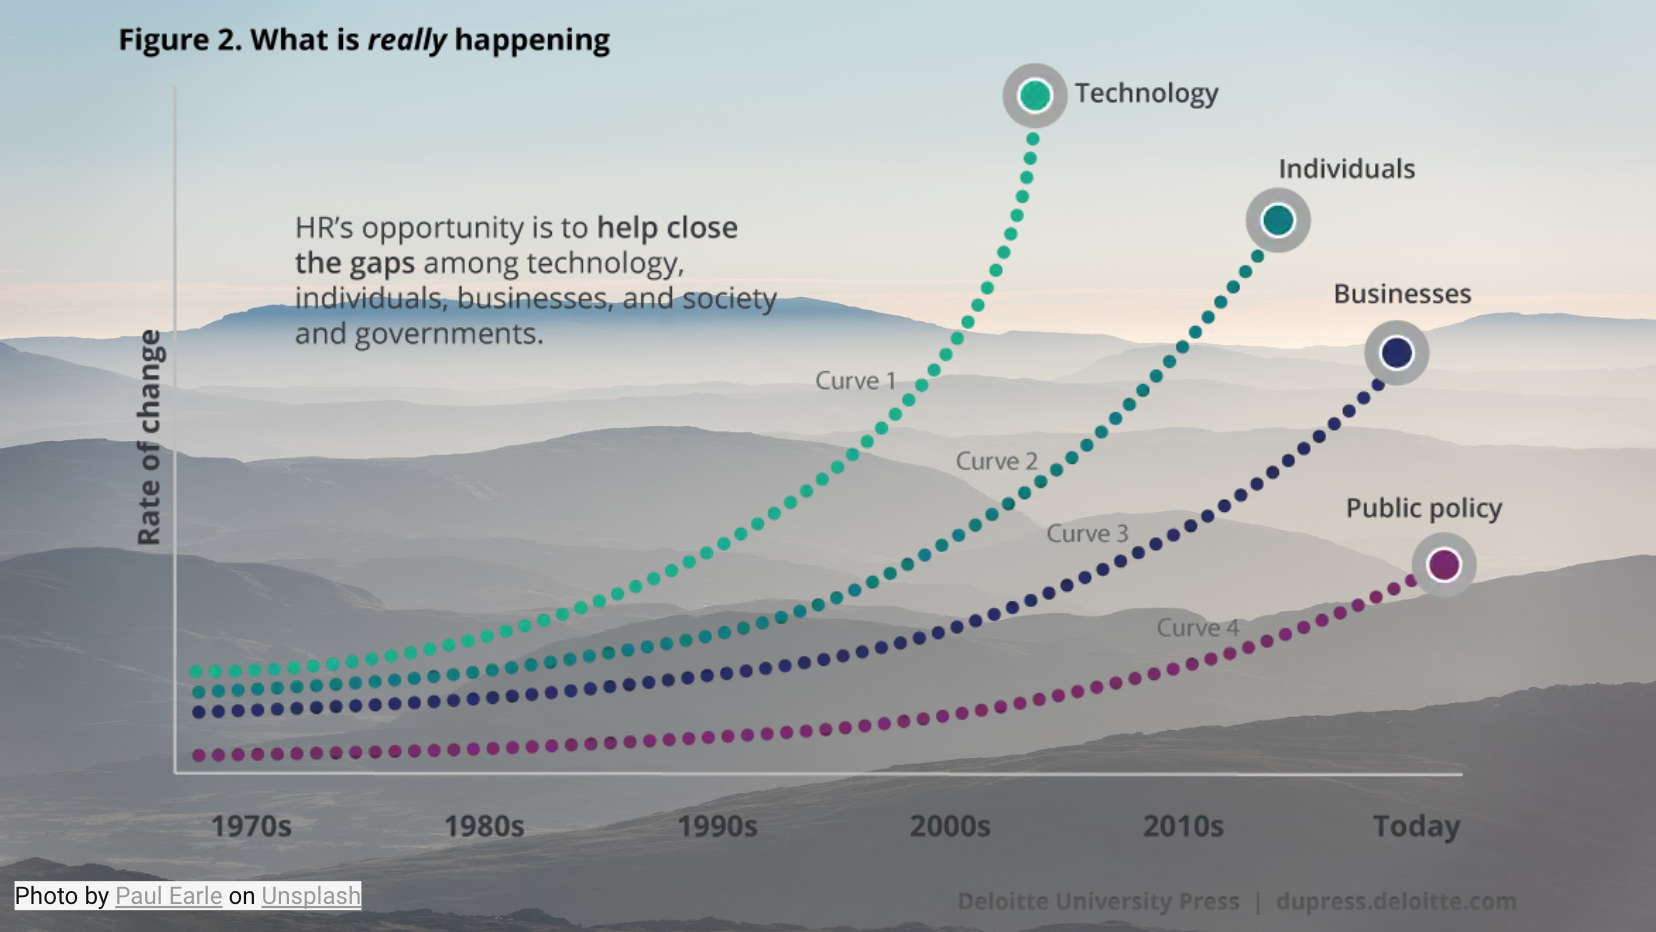 Figure 2. What is really happening
Technology
Individuals
HR’s opportunity is to help close
the gaps among technology,
individuals, businesses, and society
and governments.
Businesses
Rate of change
Curve 1
Curve 2
Public policy
Curve 3
Curve 4
1970s 1980s 1990s 2000s 2010s Today
Photo by Paul Earle on Unsplash
Deloitte University Press | dupress.deloitte.com